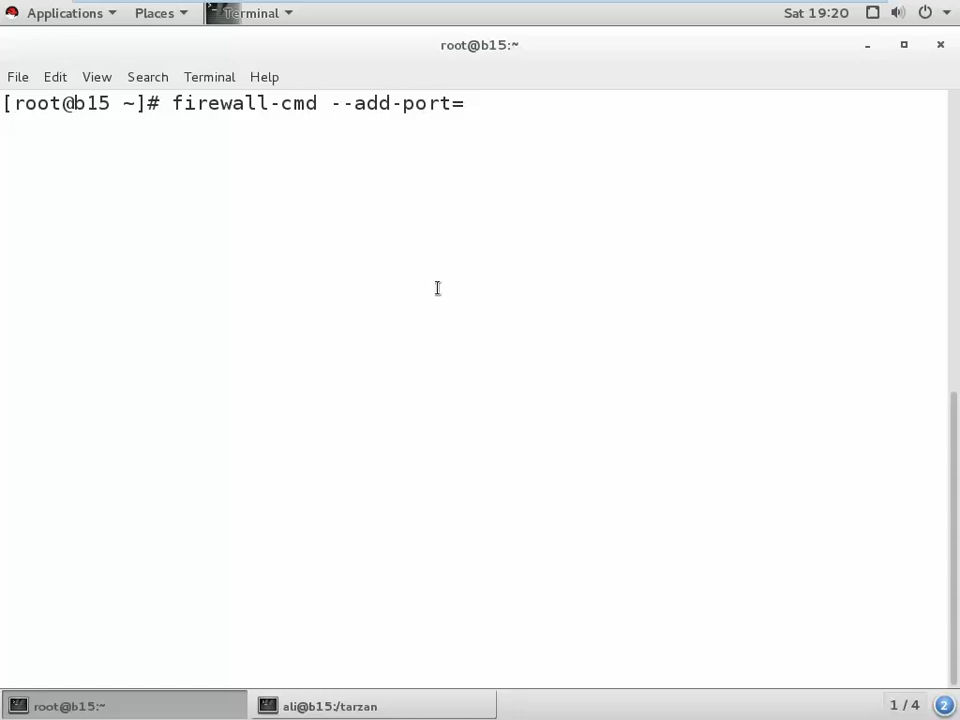 Applications Places Terminal Sat 19:20
root@b15:~
File Edit View Search Terminal Help
[root@b15 ~]# firewall-cmd --add-port=
root@b15:~ ali@b15:/tarzan 1 / 4 2